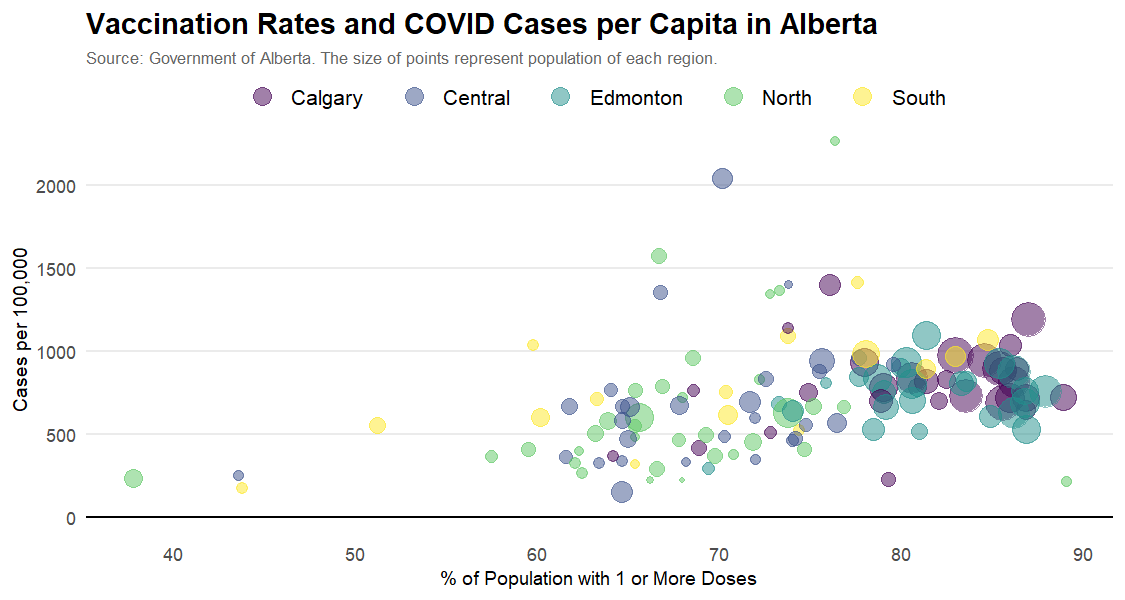 Vaccination Rates and COVID Cases per Capita in Alberta
Source: Government of Alberta. The size of points represent population of each region.
Calgary Central Edmonton North South
Cases per 100,000
2000
1500
1000
500
0
40 50 60 70 80 90
% of Population with 1 or More Doses